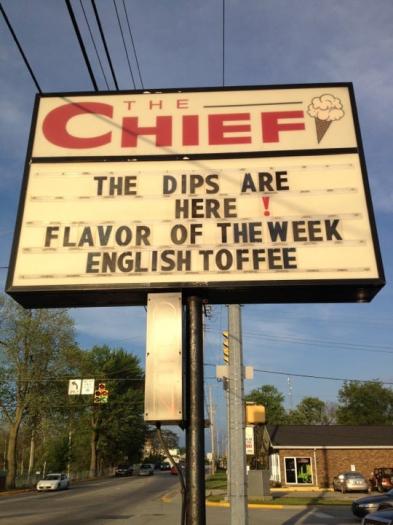 THE
CHIEF
THE DIPS ARE
HERE !
FLAVOR OF THE WEEK
ENGLISH TOFFEE